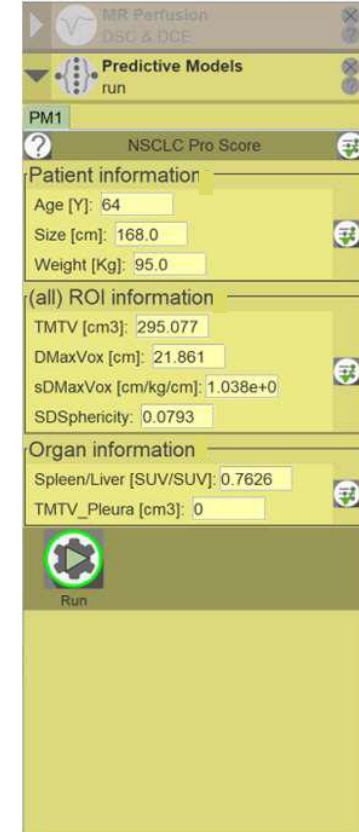 MR Perfusion
DSC & DCE
Predictive Models
run
PM1
? NSCLC Pro Score
Patient information
Age [Y]: 64
Size [cm]: 168.0
Weight [Kg]: 95.0
(all) ROI information
TMTV [cm3]: 295.077
DMaxVox [cm]: 21.861
sDMaxVox [cm/kg/cm]: 1.038e+0
SDSphericity: 0.0793
Organ information
Spleen/Liver [SUV/SUV]: 0.7626
TMTV_Pleura [cm3]: 0
Run